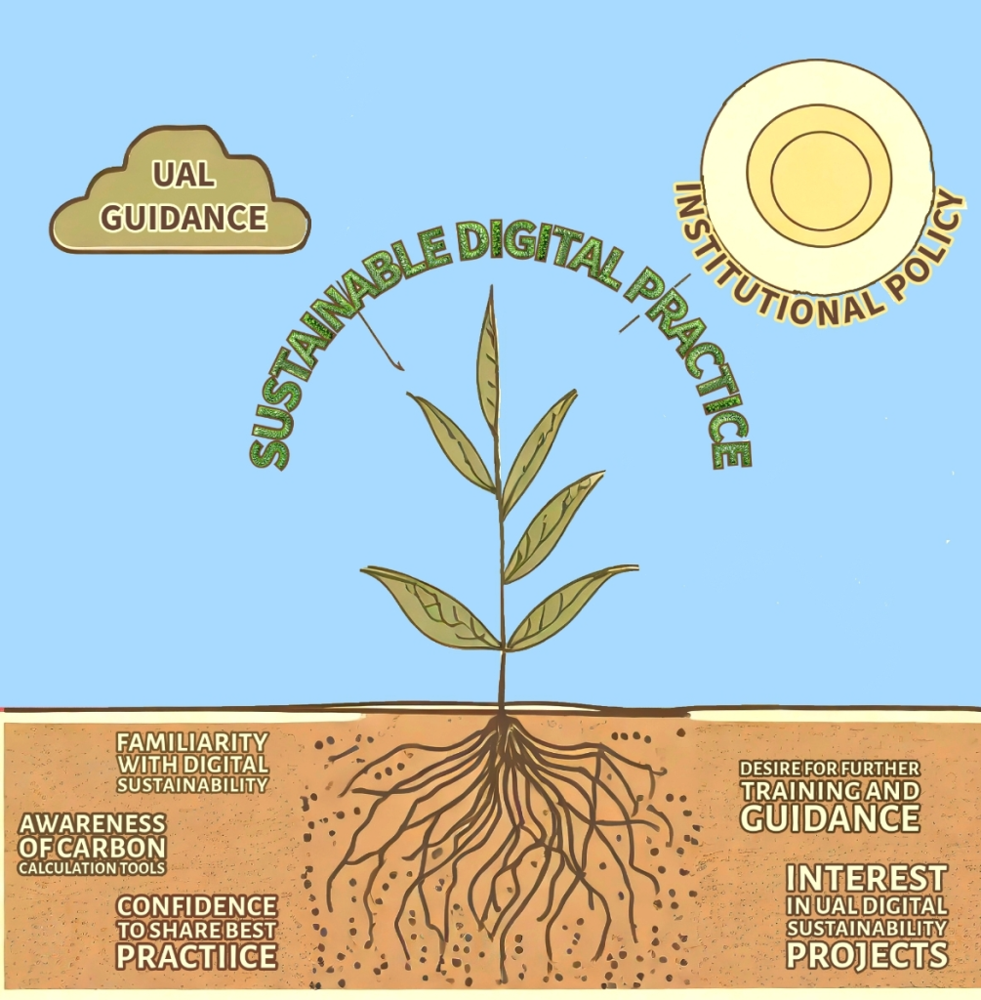 UAL
GUIDANCE
INSTITUTIONAL POLICY
SUSTAINABLE DIGITAL PRACTICE
FAMILIARITY
WITH DIGITAL
SUSTAINABILITY
AWARENESS
OF CARBON
CALCULATION TOOLS
CONFIDENCE
TO SHARE BEST
PRACTIICE
DESIRE FOR FURTHER
TRAINING AND
GUIDANCE
INTEREST
IN UAL DIGITAL
SUSTAINABILITY
PROJECTS